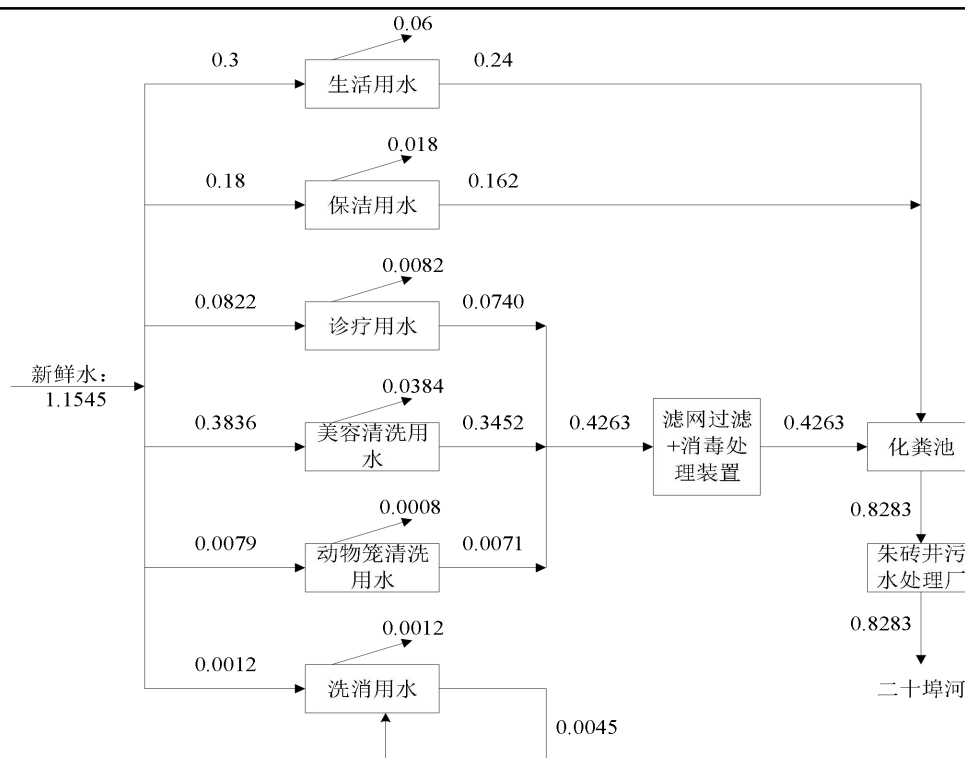 0.06
0.3
生活用水
0.24
0.018
0.18
保洁用水
0.162
0.0082
0.0822
诊疗用水
0.0740
新鲜水:
1.1545
0.0384
0.3836
美容清洗用
水
0.3452
0.4263
滤网过滤
+消毒处
理装置
0.4263
化粪池
0.8283
0.0008
0.0079
动物笼清洗
用水
0.0071
朱砖井污
水处理厂
0.8283
0.0012
0.0012
洗消用水
二十埠河
0.0045